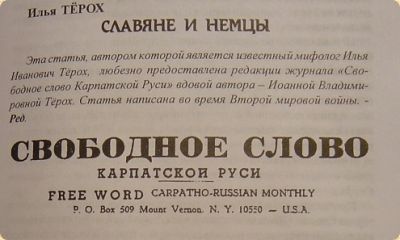 Илья ТЁРОХ
СЛАВЯНЕ И НЕМЦЫ
Эта статья, автором которой является известный мифолог Илья
Иванович Тёрох, любезно предоставлена редакции журнала «Сво-
бодное слово Карпатской Руси» вдовой автора – Иоанной Владими-
ровной Тёрох. Статья написана во время Второй мировой войны. -
Ред.
СВОБОДНОЕ СЛОВО
КАРПАТСКОЙ РУСИ
FREE WORD CARPATHO-RUSSIAN MONTHLY
P. O. Box 509 Mount Vernon, N. Y. 10550 — U.S.A.